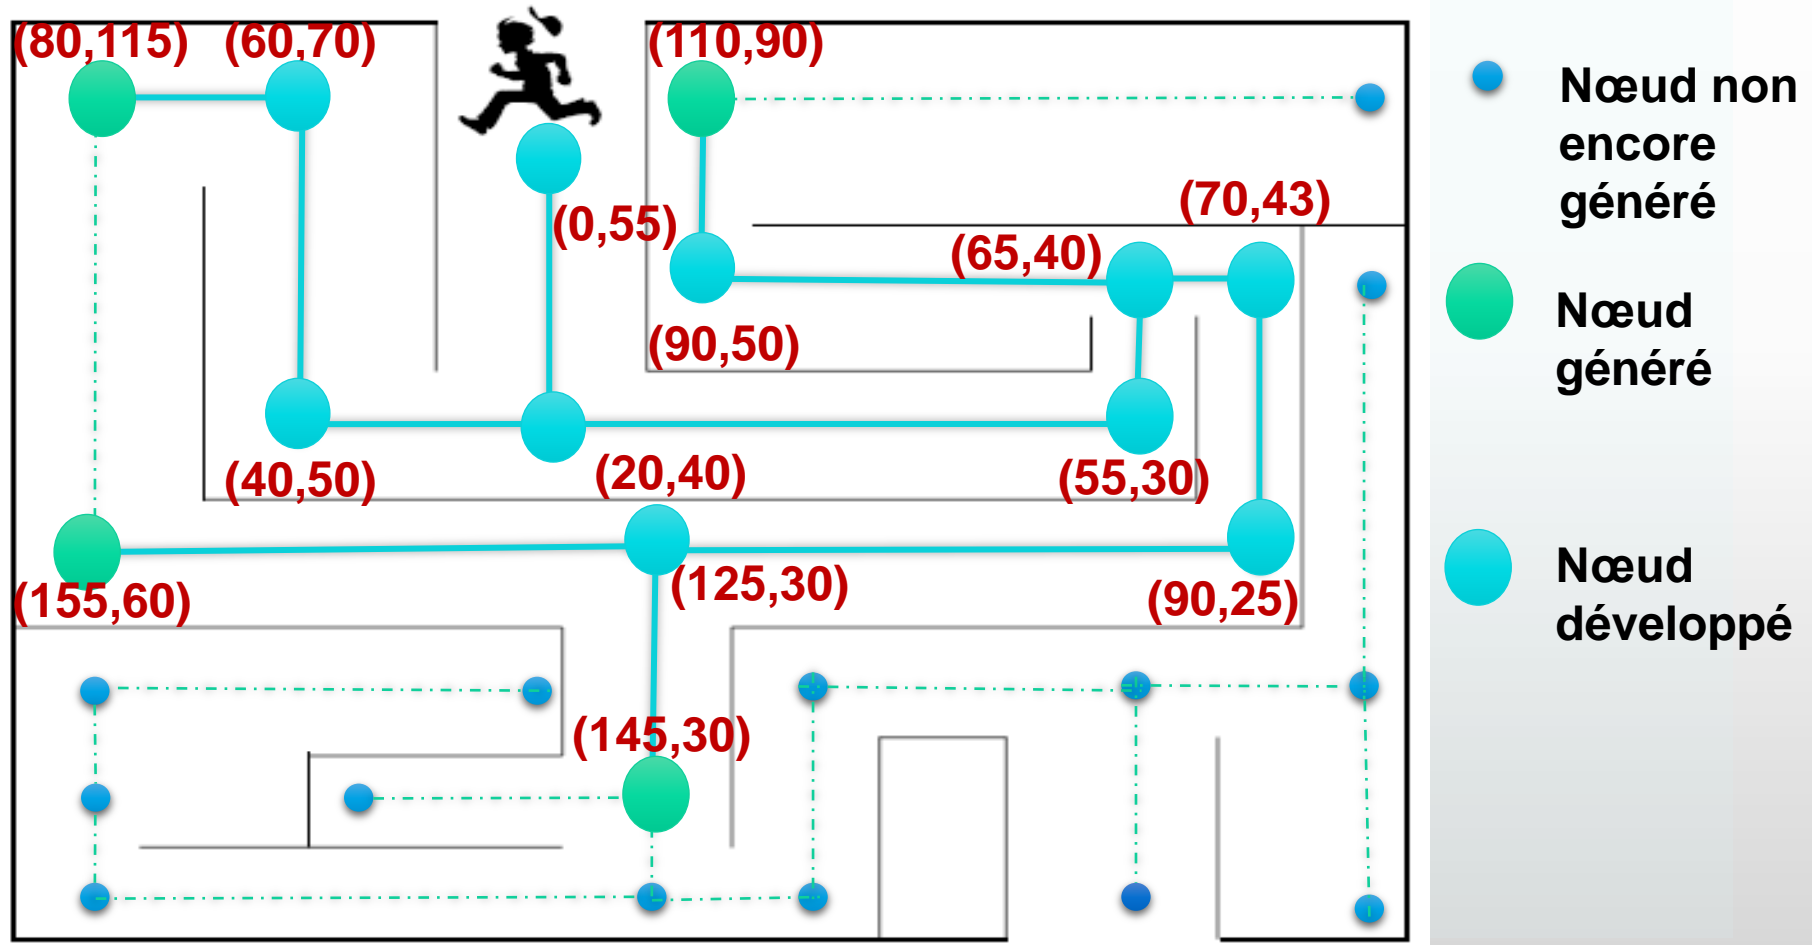 (80,115)
(60,70)
(110,90)
(0,55)
(70,43)
(65,40)
(90,50)
(40,50)
(20,40)
(55,30)
(155,60)
(125,30)
(90,25)
(145,30)
Nœud non
encore
généré
Nœud
généré
Nœud
développé